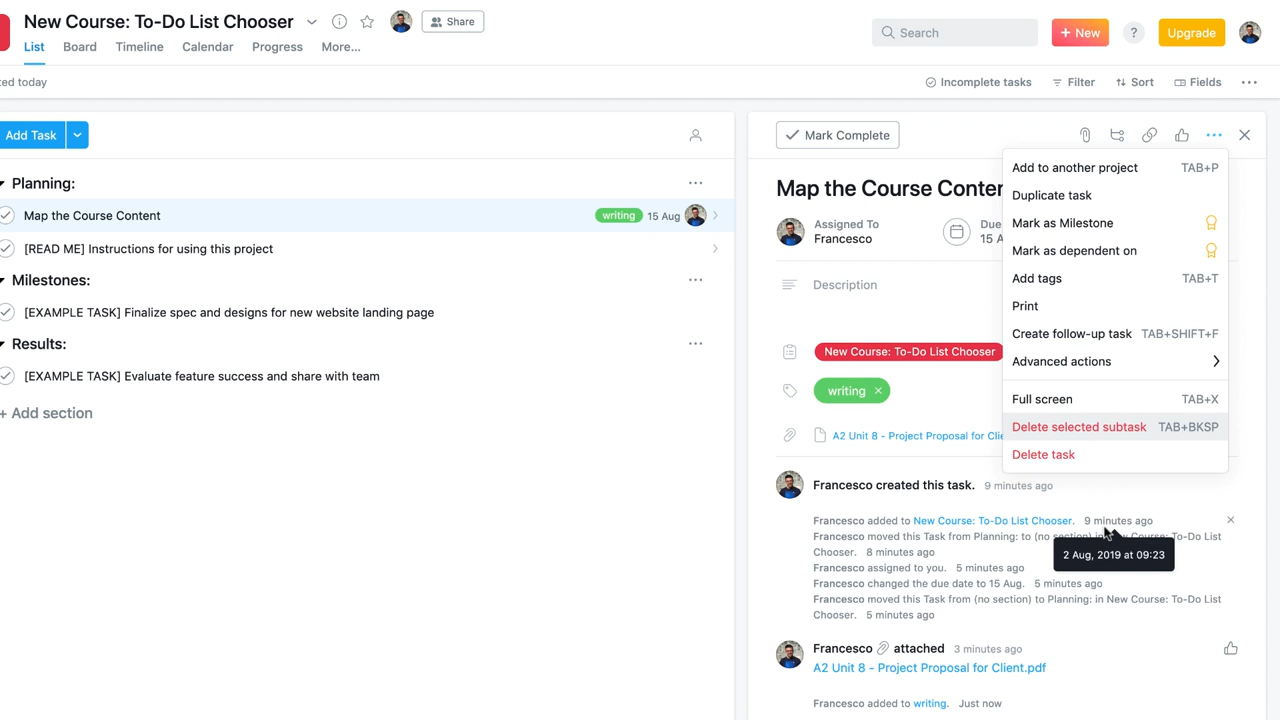 New Course: To-Do List Chooser
Share
List Board Timeline Calendar Progress More...
Search
+ New
?
Upgrade
ed today
Incomplete tasks Filter Sort Fields
Add Task
Planning:
Map the Course Content writing 15 Aug
[READ ME] Instructions for using this project
Milestones:
[EXAMPLE TASK] Finalize spec and designs for new website landing page
Results:
[EXAMPLE TASK] Evaluate feature success and share with team
+ Add section
Mark Complete
Map the Course Conten
Assigned To
Francesco
Due
15 A
Description
New Course: To-Do List Chooser
writing
A2 Unit 8 - Project Proposal for Clie
Add to another project TAB+P
Duplicate task
Mark as Milestone
Mark as dependent on
Add tags TAB+T
Print
Create follow-up task TAB+SHIFT+F
Advanced actions
Full screen TAB+X
Delete selected subtask TAB+BKSP
Delete task
Francesco created this task. 9 minutes ago
Francesco added to New Course: To-Do List Chooser. 9 minutes ago
Francesco moved this Task from Planning: to (no section) in New Course: To-Do List
Chooser. 8 minutes ago
2 Aug, 2019 at 09:23
Francesco assigned to you. 5 minutes ago
Francesco changed the due date to 15 Aug. 5 minutes ago
Francesco moved this Task from (no section) to Planning: in New Course: To-Do List
Chooser. 5 minutes ago
Francesco attached 3 minutes ago
A2 Unit 8 - Project Proposal for Client.pdf
Francesco added to writing. Just now